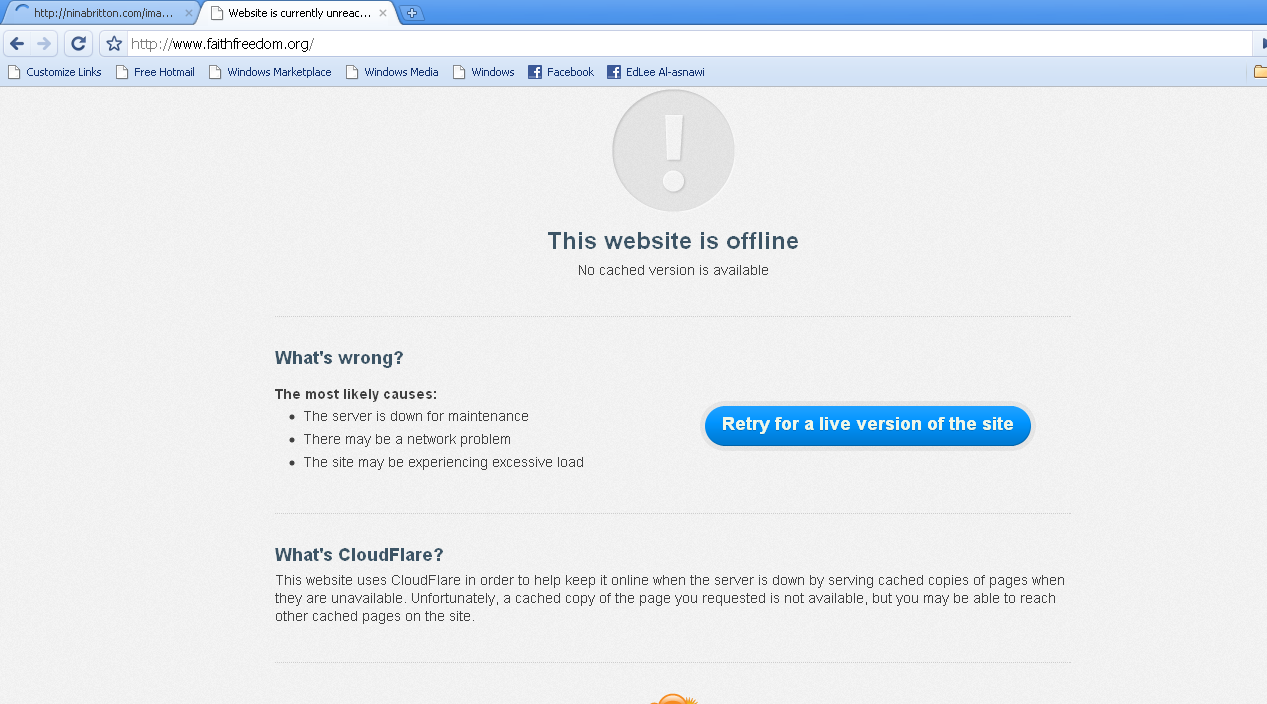 http://ninabritton.com/ima...
Website is currently unreac...
http://www.faithfreedom.org/
Customize Links Free Hotmail Windows Marketplace Windows Media Windows Facebook EdLee Al-asnawi
This website is offline
No cached version is available
What's wrong?
The most likely causes:
The server is down for maintenance
There may be a network problem
The site may be experiencing excessive load
Retry for a live version of the site
What's CloudFlare?
This website uses CloudFlare in order to help keep it online when the server is down by serving cached copies of pages when
they are unavailable. Unfortunately, a cached copy of the page you requested is not available, but you may be able to reach
other cached pages on the site.